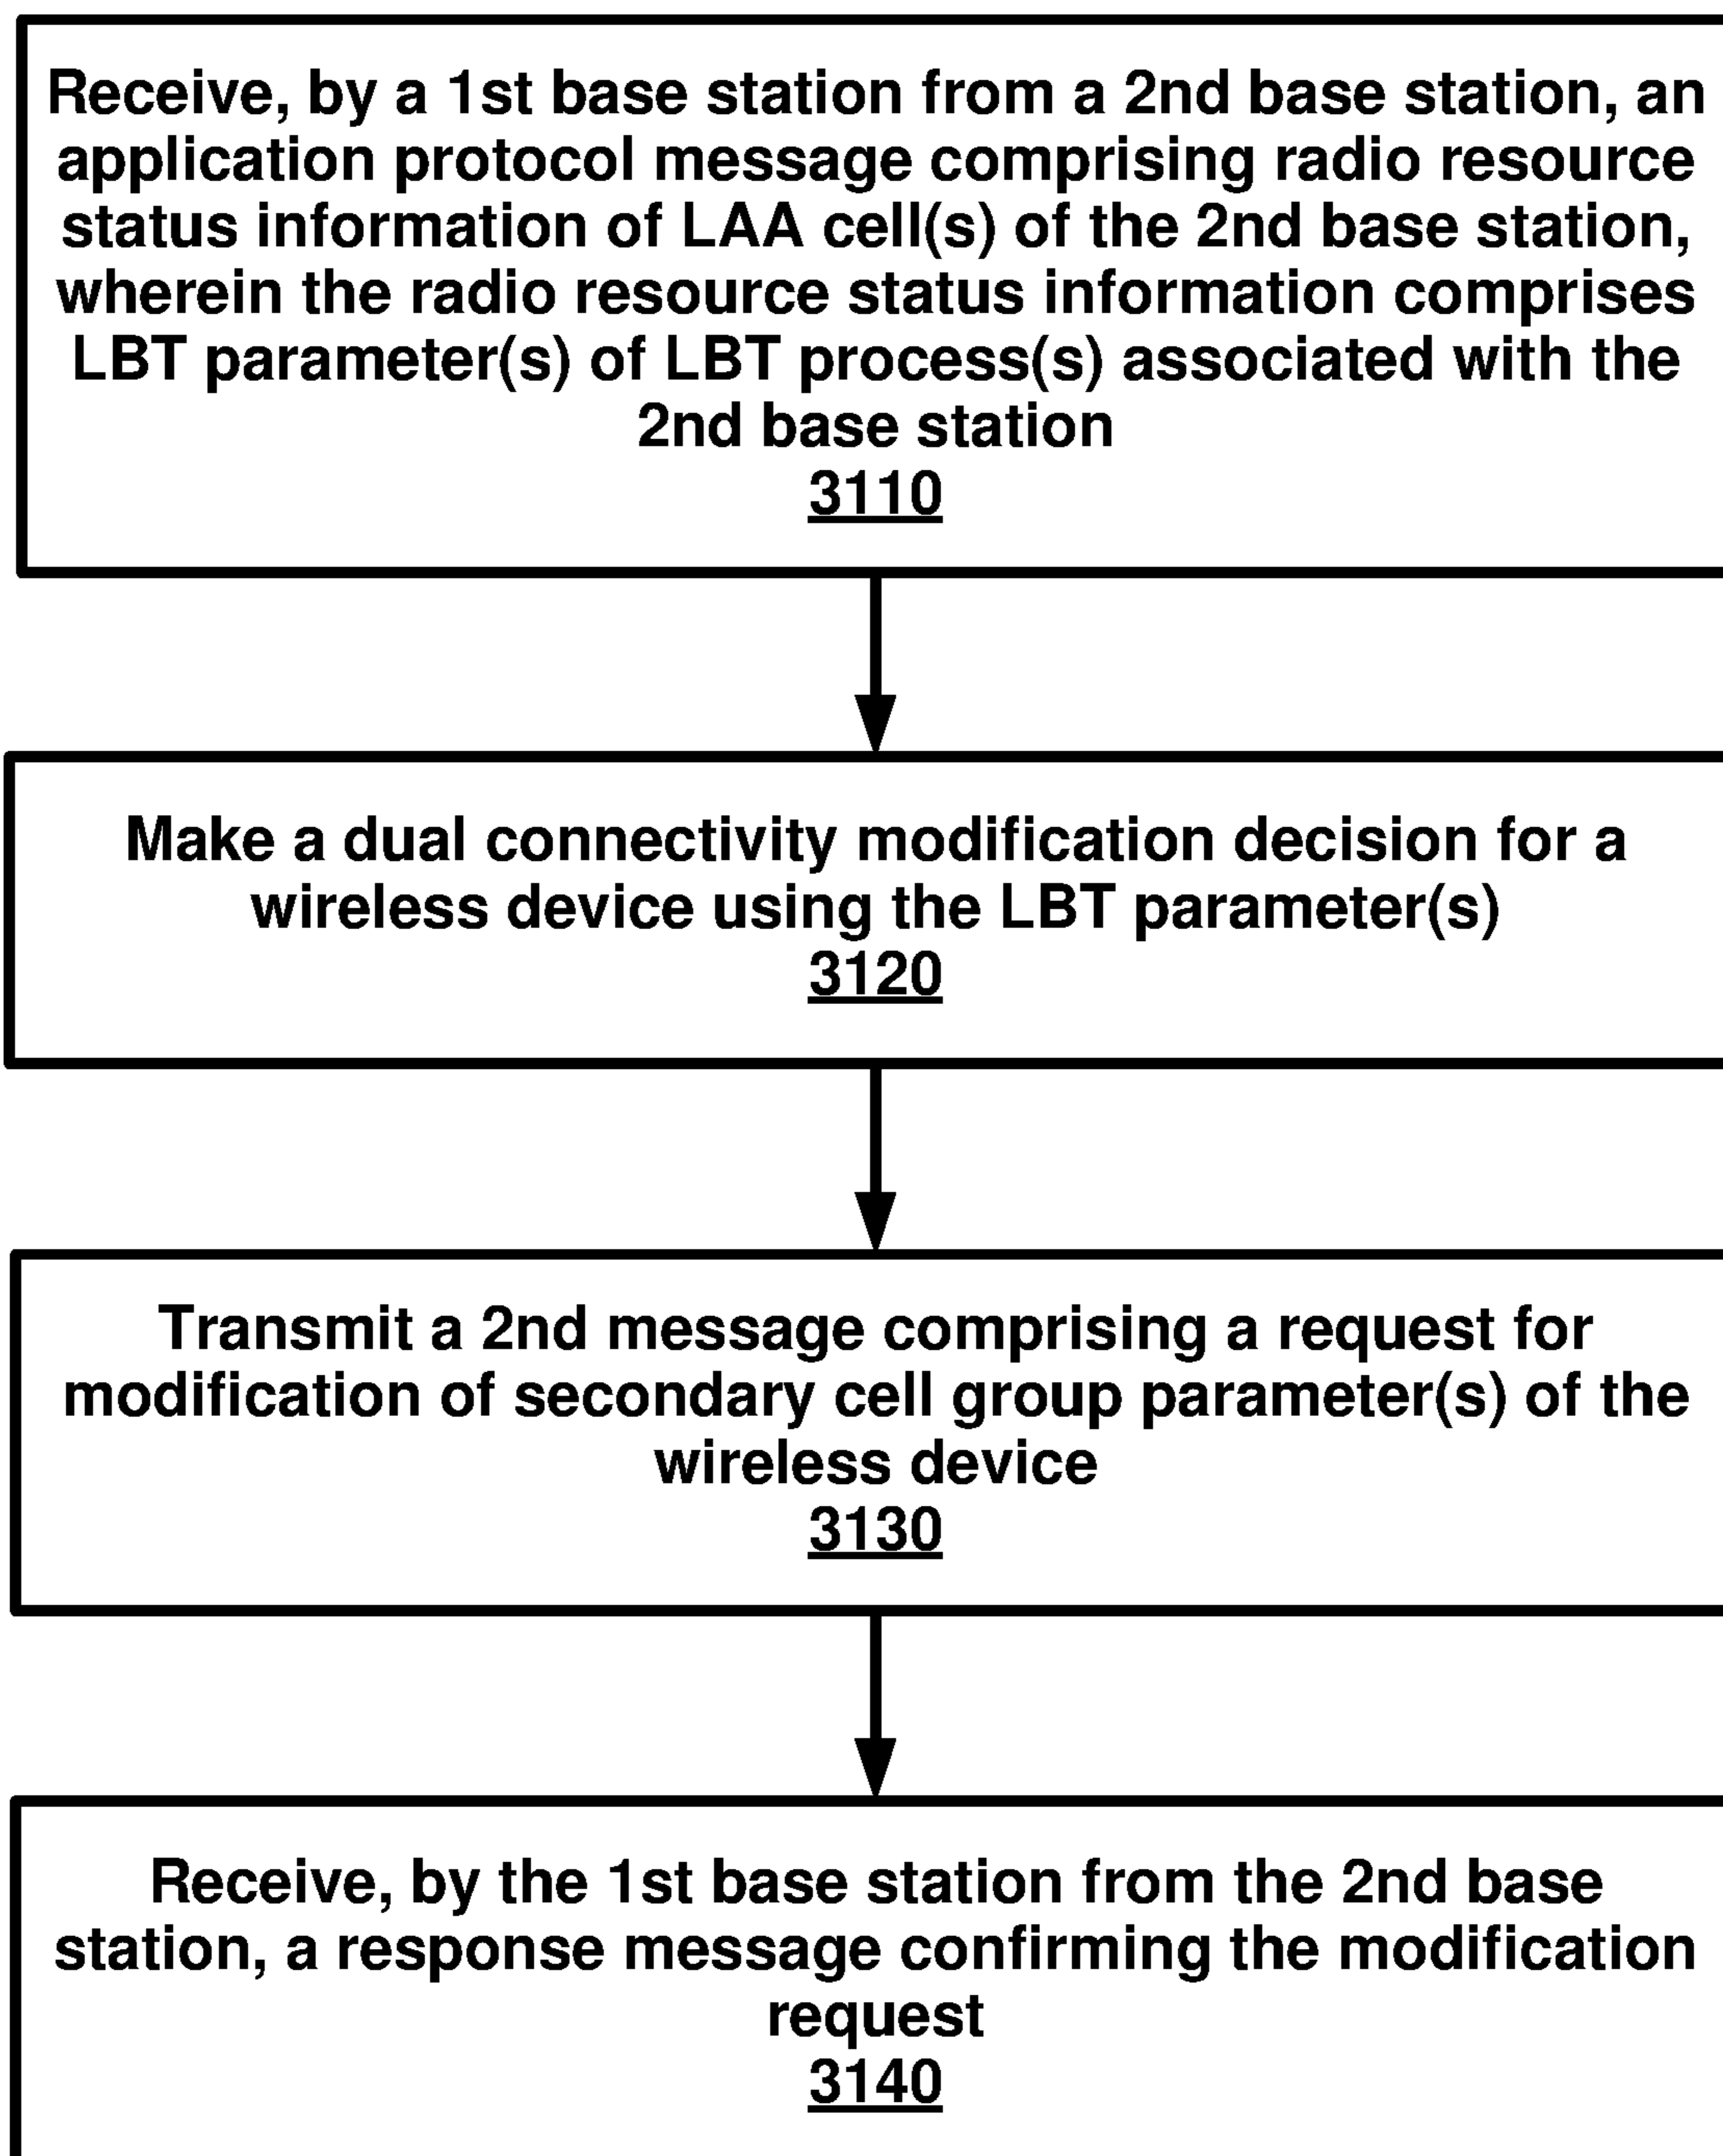 Receive, by a 1st base station from a 2nd base station, an
application protocol message comprising radio resource
status information of LAA cell(s) of the 2nd base station,
wherein the radio resource status information comprises
LBT parameter(s) of LBT process(s) associated with the
2nd base station
3110
Make a dual connectivity modification decision for a
wireless device using the LBT parameter(s)
3120
Transmit a 2nd message comprising a request for
modification of secondary cell group parameter(s) of the
wireless device
3130
Receive, by the 1st base station from the 2nd base
station, a response message confirming the modification
request
3140